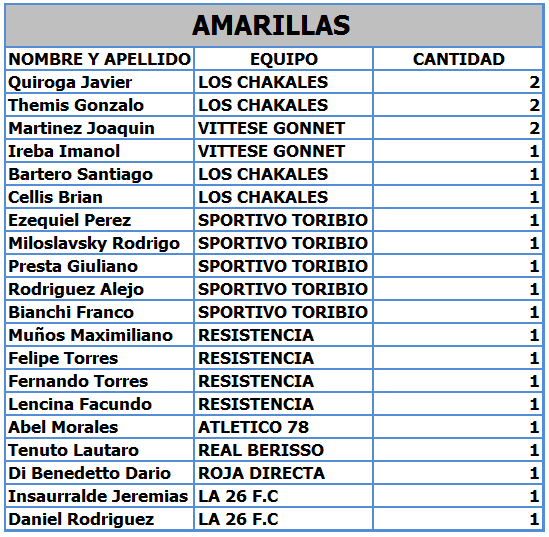 AMARILLAS
NOMBRE Y APELLIDO EQUIPO CANTIDAD
Quiroga Javier LOS CHAKALES 2
Themis Gonzalo LOS CHAKALES 2
Martinez Joaquin VITTESE GONNET 2
Ireba Imanol VITTESE GONNET 1
Bartero Santiago LOS CHAKALES 1
Cellis Brian LOS CHAKALES 1
Ezequiel Perez SPORTIVO TORIBIO 1
Miloslavsky Rodrigo SPORTIVO TORIBIO 1
Presta Giuliano SPORTIVO TORIBIO 1
Rodriguez Alejo SPORTIVO TORIBIO 1
Bianchi Franco SPORTIVO TORIBIO 1
Muños Maximiliano RESISTENCIA 1
Felipe Torres RESISTENCIA 1
Fernando Torres RESISTENCIA 1
Lencina Facundo RESISTENCIA 1
Abel Morales ATLETICO 78 1
Tenuto Lautaro REAL BERISSO 1
Di Benedetto Dario ROJA DIRECTA 1
Insaurralde Jeremias LA 26 F.C 1
Daniel Rodriguez LA 26 F.C 1